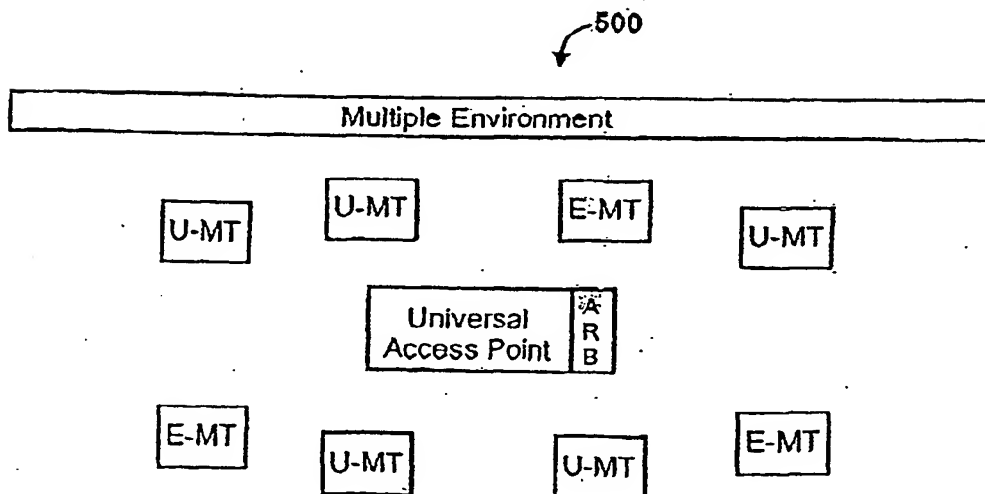 500
Multiple Environment
U-MT
U-MT
E-MT
U-MT
Universal
Access Point
A
R
B
E-MT
U-MT
U-MT
E-MT